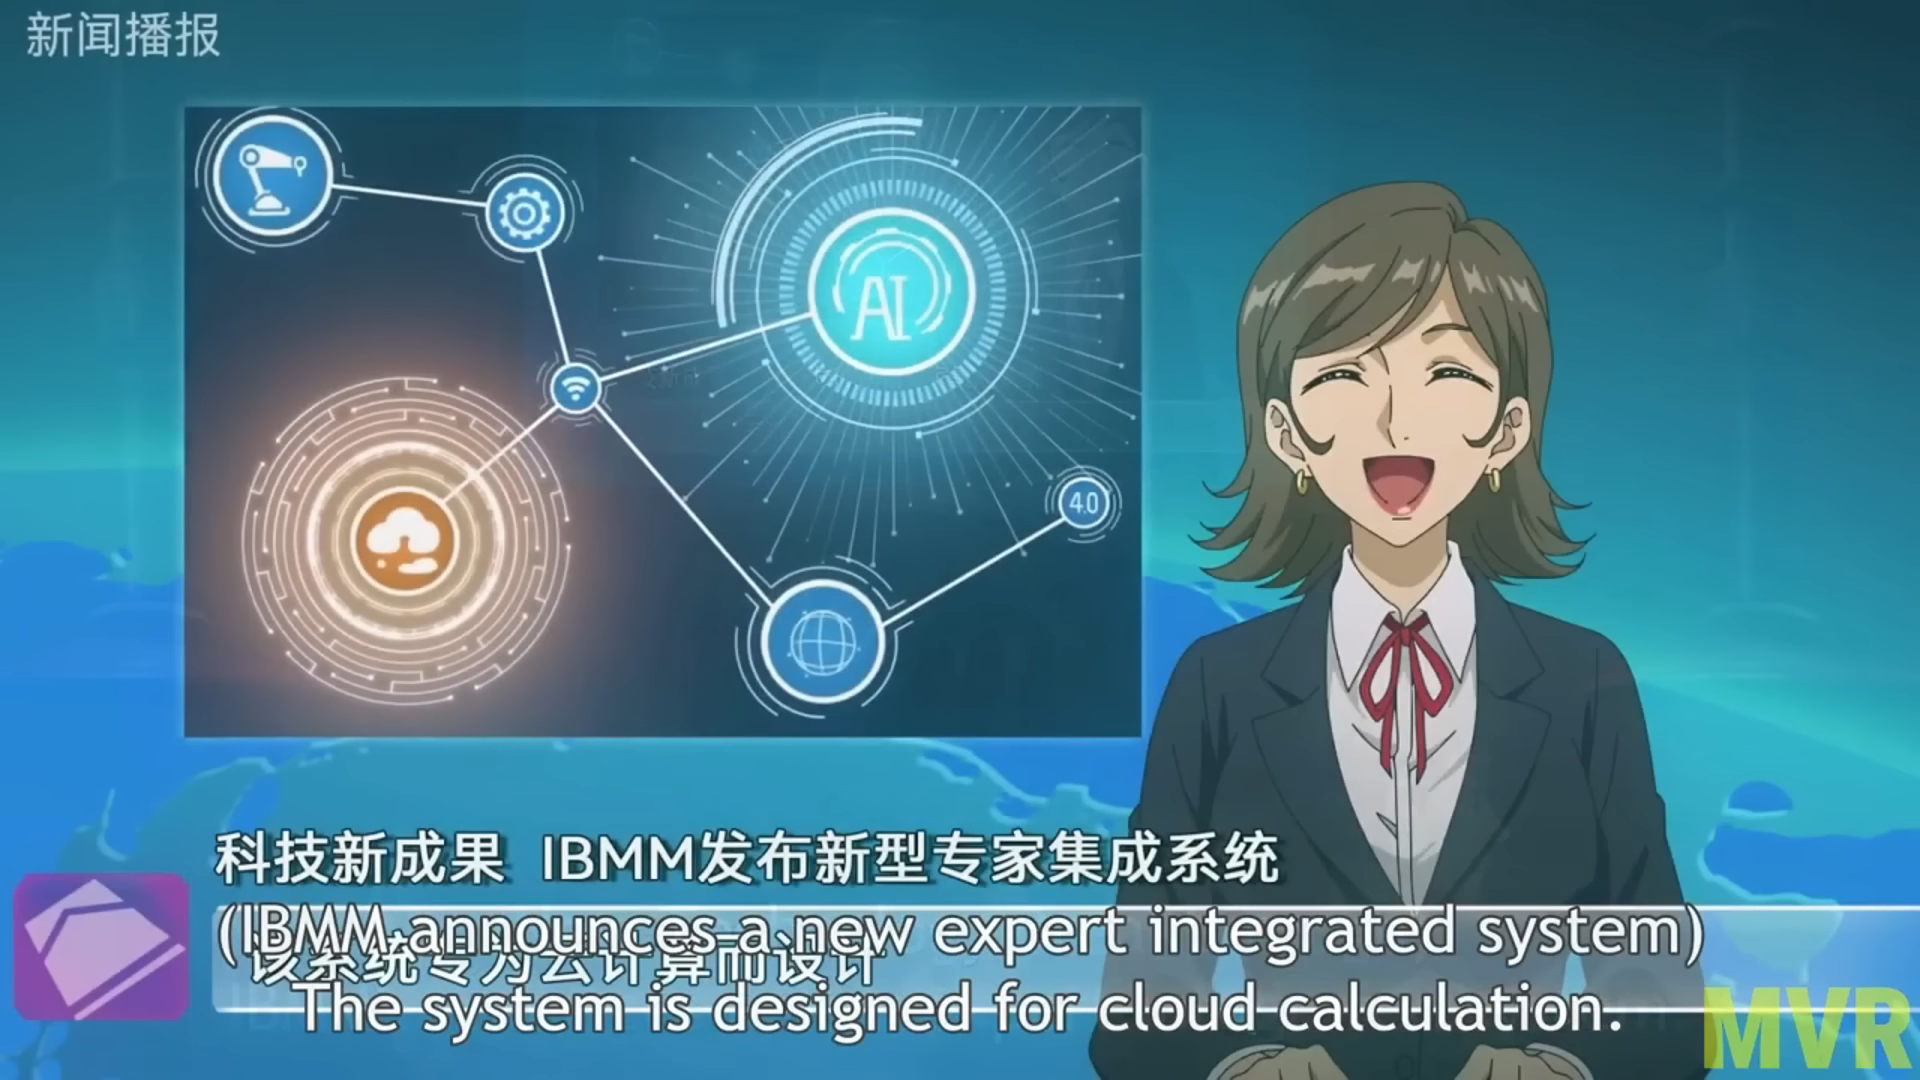 新闻播报
AI
4.0
科技新成果 IBMM发布新型专家集成系统
(IBMM announces a new expert integrated system)
该系统专为云计算而设计
The system is designed for cloud calculation.
MVR